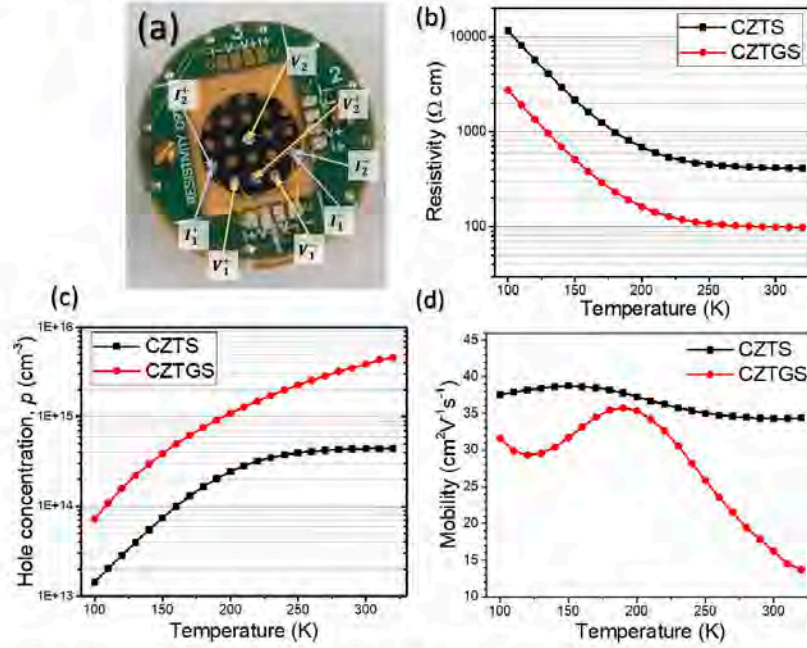 (a)
3
I-V-V+I+
2
V₂⁻
I₂⁺
V₂⁺
RESISTIVITY
I₂⁻
I₁⁻
I₁⁺
V₁⁺
V₁⁻
(b)
CZTS
CZTGS
Resistivity (Ω cm)
10000
1000
100
100 150 200 250 300
Temperature (K)
(c)
CZTS
CZTGS
Hole concentration, p (cm⁻³)
1E+16
1E+15
1E+14
1E+13
100 150 200 250 300
Temperature (K)
(d)
CZTS
CZTGS
Mobility (cm²V⁻¹s⁻¹)
45
40
35
30
25
20
15
10
100 150 200 250 300
Temperature (K)